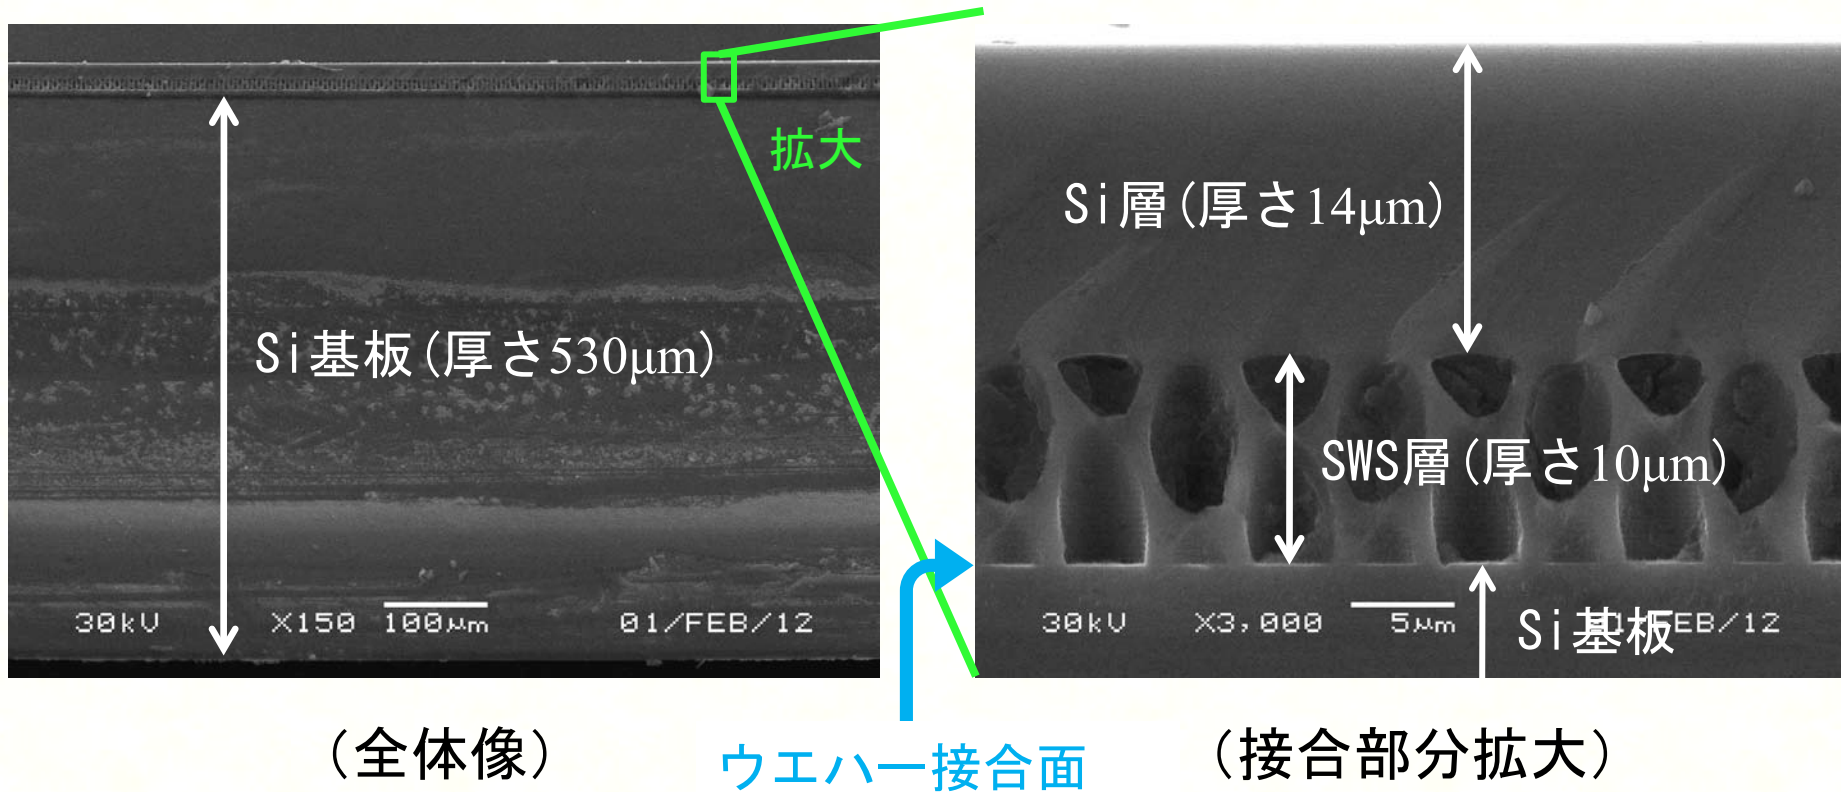 拡大
Si層(厚さ14μm)
Si基板(厚さ530μm)
SWS層(厚さ10μm)
30kV X150 100μm 01/FEB/12
30kV X3,000 5μm FEB/12
Si基板
(全体像)
ウエハー接合面
(接合部分拡大)